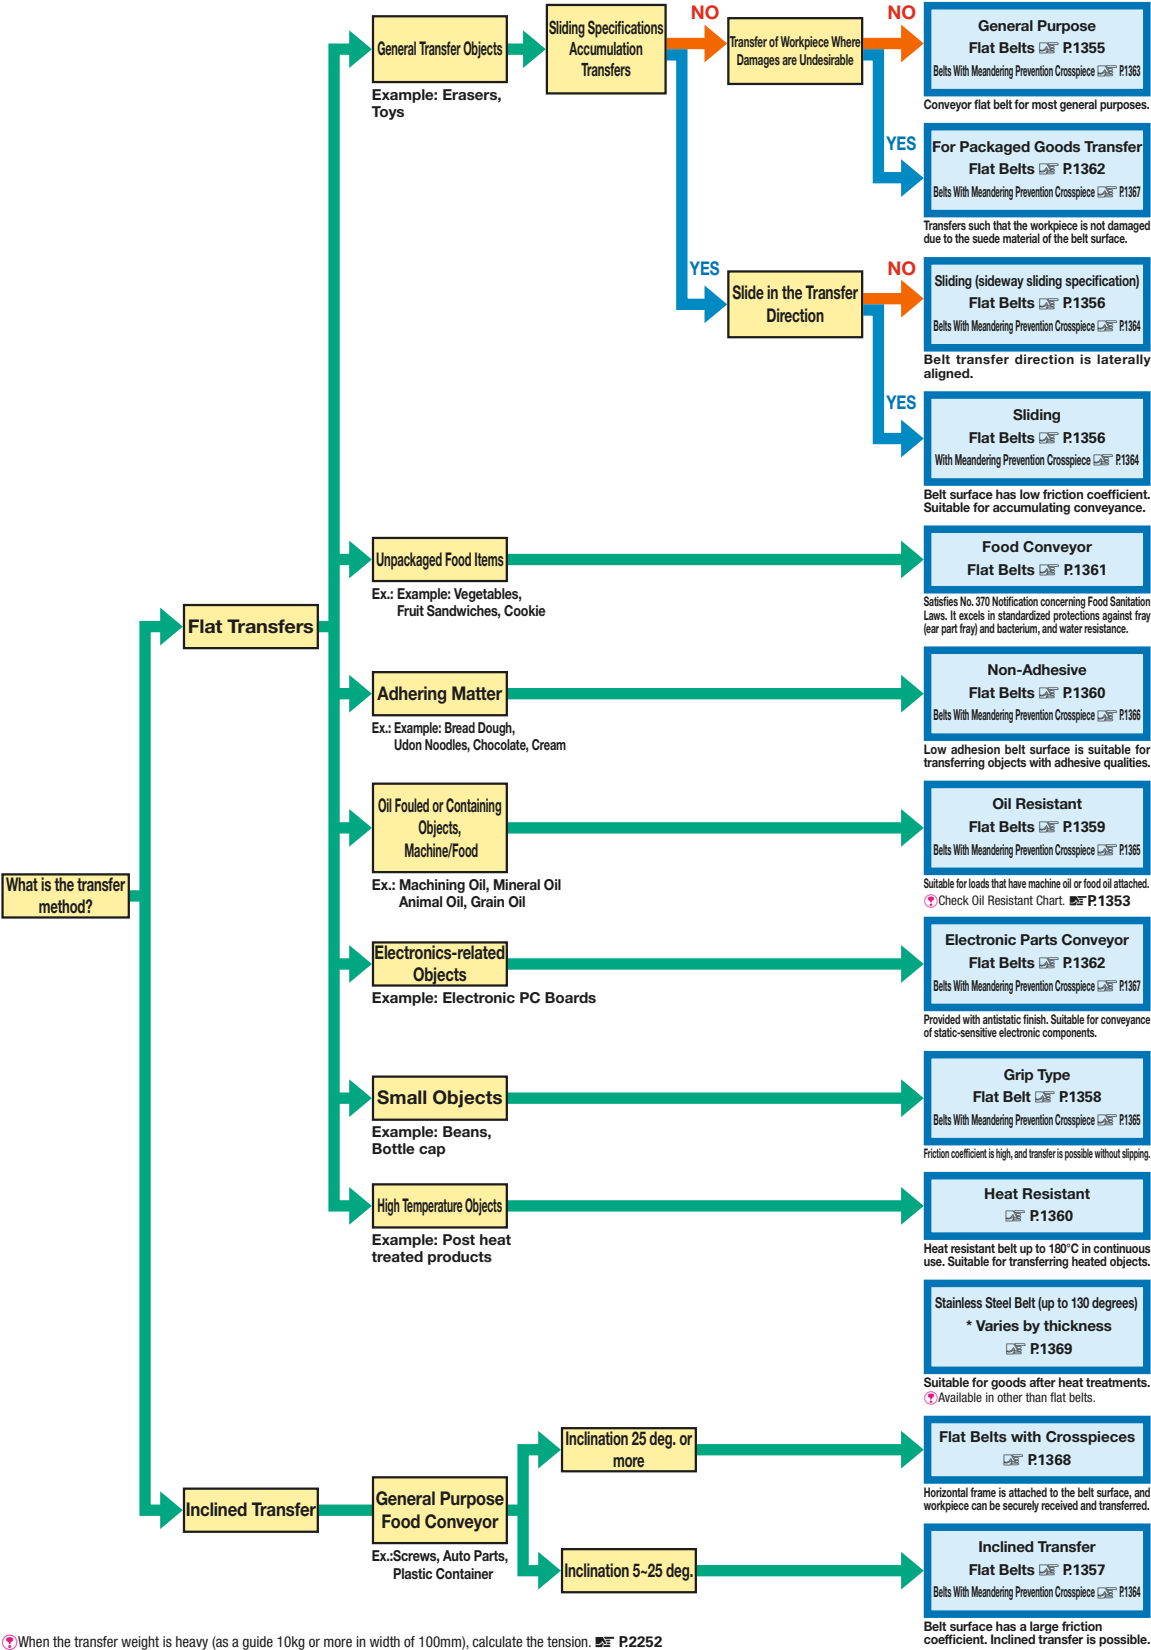 What is the transfer
method?
Flat Transfers
General Transfer Objects
Example: Erasers,
Toys
Sliding Specifications
Accumulation
Transfers
NO
Transfer of Workpiece Where
Damages are Undesirable
NO
General Purpose
Flat Belts P.1355
Belts With Meandering Prevention Crosspiece P.1363
Conveyor flat belt for most general purposes.
YES
For Packaged Goods Transfer
Flat Belts P.1362
Belts With Meandering Prevention Crosspiece P.1367
Transfers such that the workpiece is not damaged
due to the suede material of the belt surface.
YES
Slide in the Transfer
Direction
NO
Sliding (sideway sliding specification)
Flat Belts P.1356
Belts With Meandering Prevention Crosspiece P.1364
Belt transfer direction is laterally
aligned.
YES
Sliding
Flat Belts P.1356
With Meandering Prevention Crosspiece P.1364
Belt surface has low friction coefficient.
Suitable for accumulating conveyance.
Unpackaged Food Items
Ex.: Example: Vegetables,
Fruit Sandwiches, Cookie
Food Conveyor
Flat Belts P.1361
Satisfies No. 370 Notification concerning Food Sanitation
Laws. It excels in standardized protections against fray
(ear part fray) and bacterium, and water resistance.
Adhering Matter
Ex.: Example: Bread Dough,
Udon Noodles, Chocolate, Cream
Non-Adhesive
Flat Belts P.1360
Belts With Meandering Prevention Crosspiece P.1366
Low adhesion belt surface is suitable for
transferring objects with adhesive qualities.
Oil Fouled or Containing
Objects,
Machine/Food
Ex.: Machining Oil, Mineral Oil
Animal Oil, Grain Oil
Oil Resistant
Flat Belts P.1359
Belts With Meandering Prevention Crosspiece P.1365
Suitable for loads that have machine oil or food oil attached.
Check Oil Resistant Chart. P.1353
Electronics-related
Objects
Example: Electronic PC Boards
Electronic Parts Conveyor
Flat Belts P.1362
Belts With Meandering Prevention Crosspiece P.1367
Provided with antistatic finish. Suitable for conveyance
of static-sensitive electronic components.
Small Objects
Example: Beans,
Bottle cap
Grip Type
Flat Belt P.1358
Belts With Meandering Prevention Crosspiece P.1365
Friction coefficient is high, and transfer is possible without slipping.
High Temperature Objects
Example: Post heat
treated products
Heat Resistant
P.1360
Heat resistant belt up to 180°C in continuous
use. Suitable for transferring heated objects.
Stainless Steel Belt (up to 130 degrees)
* Varies by thickness
P.1369
Suitable for goods after heat treatments.
Available in other than flat belts.
Inclined Transfer
General Purpose
Food Conveyor
Ex.:Screws, Auto Parts,
Plastic Container
Inclination 25 deg. or
more
Flat Belts with Crosspieces
P.1368
Horizontal frame is attached to the belt surface, and
workpiece can be securely received and transferred.
Inclination 5~25 deg.
Inclined Transfer
Flat Belts P.1357
Belts With Meandering Prevention Crosspiece P.1364
Belt surface has a large friction
coefficient. Inclined transfer is possible.
When the transfer weight is heavy (as a guide 10kg or more in width of 100mm), calculate the tension. P.2252